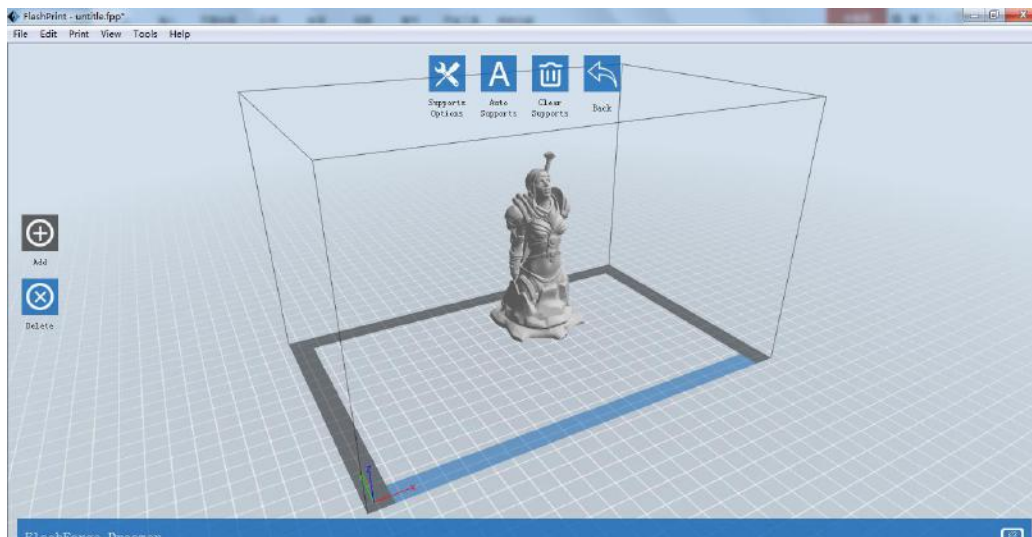 FlashPrint - untitle.fpp*
File Edit Print View Tools Help
Supports Options
Auto Supports
Clear Supports
Back
Add
Delete